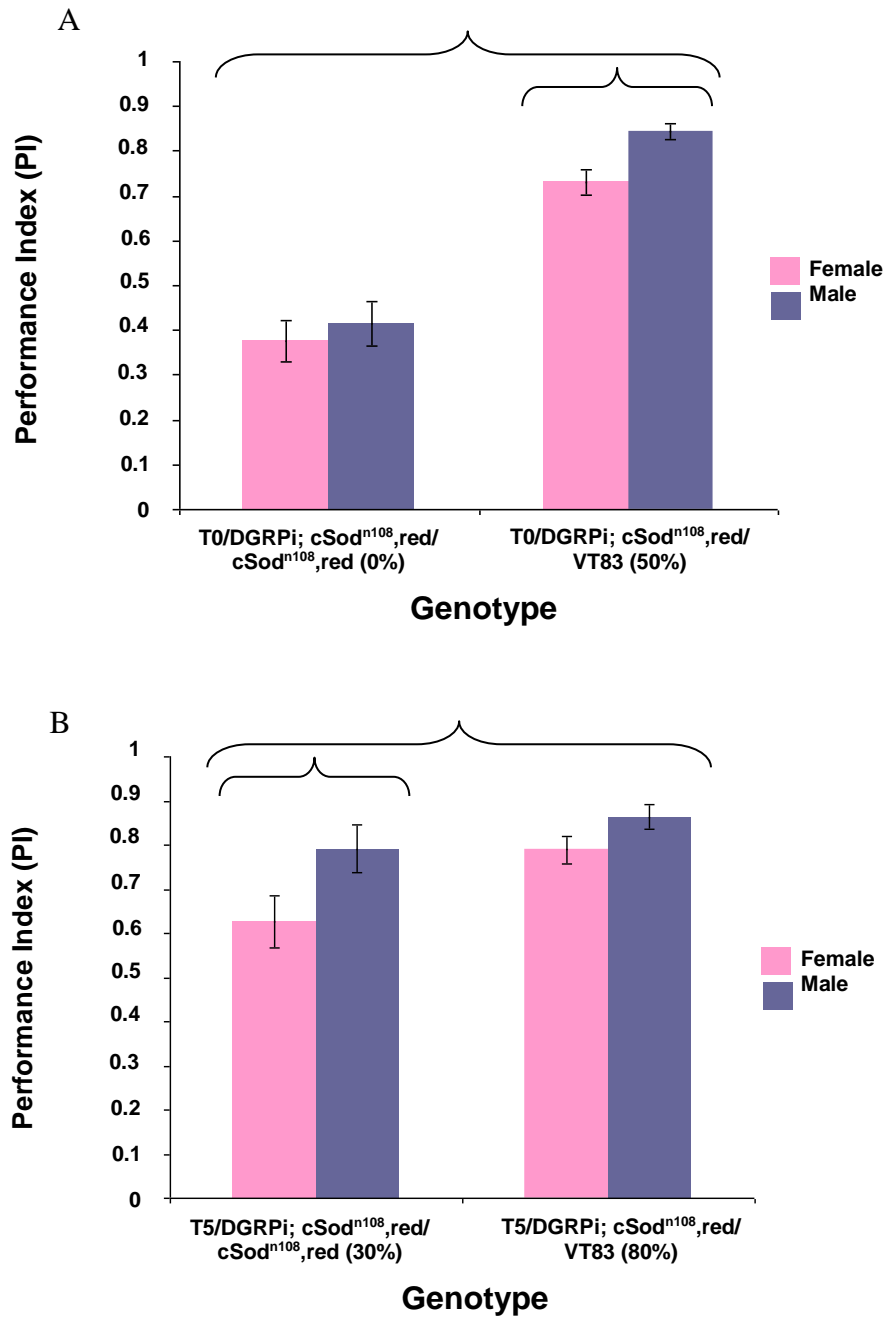 A
1
0.9
0.8
0.7
0.6
0.5
0.4
0.3
0.2
0.1
0
Performance Index (PI)
Female
Male
T0/DGRPi; cSodⁿ¹⁰⁸,red/
cSodⁿ¹⁰⁸,red (0%)
T0/DGRPi; cSodⁿ¹⁰⁸,red/
VT83 (50%)
Genotype
B
1
0.9
0.8
0.7
0.6
0.5
0.4
0.3
0.2
0.1
0
Performance Index (PI)
Female
Male
T5/DGRPi; cSodⁿ¹⁰⁸,red/
cSodⁿ¹⁰⁸,red (30%)
T5/DGRPi; cSodⁿ¹⁰⁸,red/
VT83 (80%)
Genotype